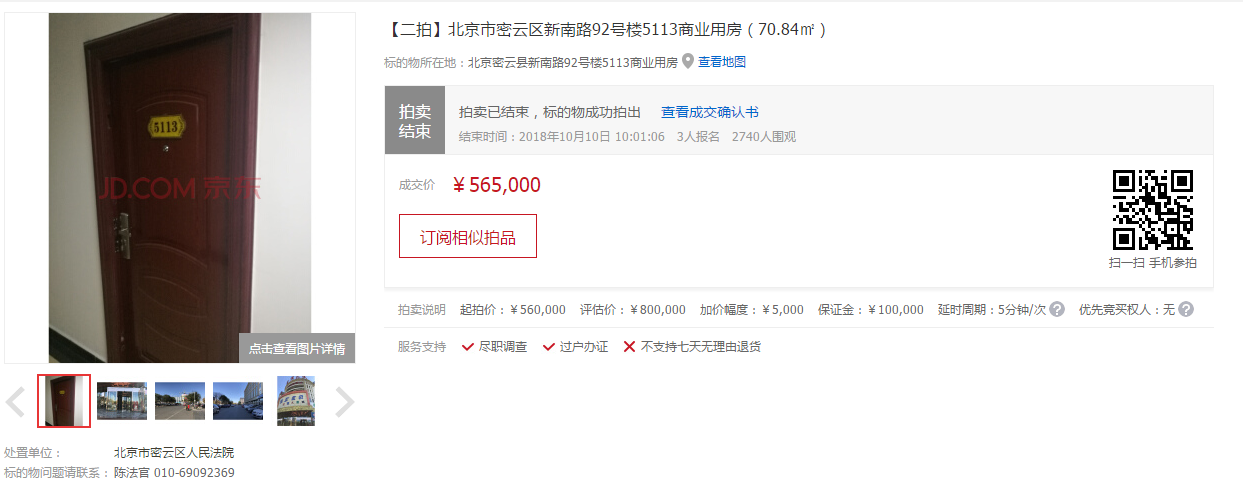 【二拍】北京市密云区新南路92号楼5113商业用房（70.84㎡）
标的物所在地：北京密云县新南路92号楼5113商业用房 查看地图
拍卖结束
拍卖已结束，标的物成功拍出 查看成交确认书
结束时间：2018年10月10日 10:01:06 3人报名 2740人围观
5113
JD.COM 京东
成交价 ¥565,000
订阅相似拍品
扫一扫 手机参拍
拍卖说明 起拍价：¥560,000 评估价：¥800,000 加价幅度：¥5,000 保证金：¥100,000 延时周期：5分钟/次 ? 优先竞买权人：无 ?
点击查看图片详情
服务支持 尽职调查 过户办证 不支持七天无理由退货
处置单位： 北京市密云区人民法院
标的物问题请联系： 陈法官 010-69092369